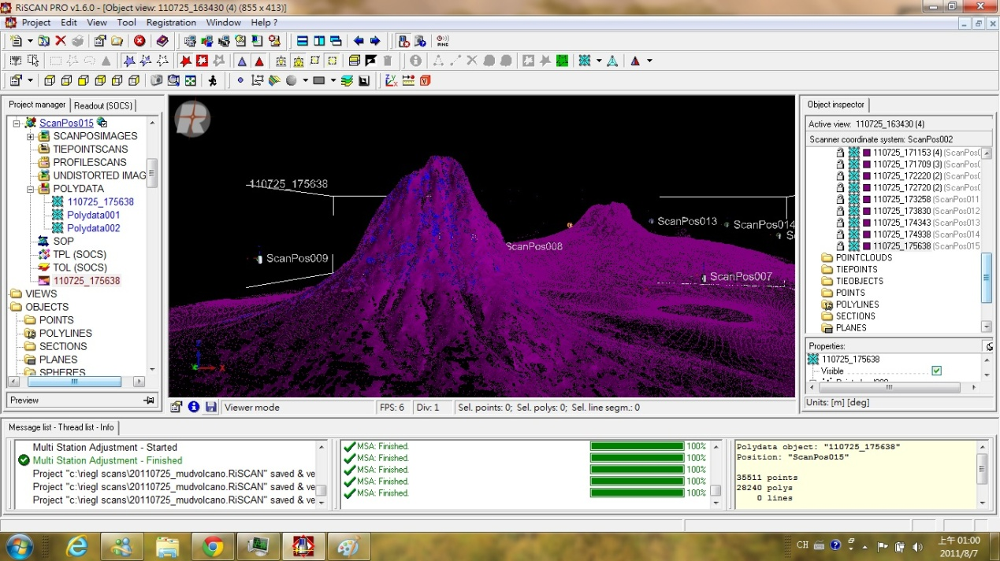 RiSCAN PRO v1.6.0 - [Object view: 110725_163430 (4) (855 x 413)]
Project Edit View Tool Registration Window Help ?
Project manager Readout (SOCS)
ScanPos015
SCANPOSIMAGES
TIEPOINTSCANS
PROFILESCANS
UNDISTORTED IMAG
POLYDATA
110725_175638
Polydata001
Polydata002
SOP
TPL (SOCS)
TOL (SOCS)
110725_175638
VIEWS
OBJECTS
POINTS
POLYLINES
SECTIONS
PLANES
SPHERES
Preview
110725_175638
ScanPos009
ScanPos008
ScanPos013
ScanPos014
S
ScanPos007
Z
X
Viewer mode FPS: 6 Div: 1 Sel. points: 0; Sel. polys: 0; Sel. line segm.: 0
Object inspector
Active view: 110725_163430 (4)
Scanner coordinate system: ScanPos002
110725_171153 (4) (ScanPos(
110725_171709 (3) (ScanPos(
110725_172220 (2) (ScanPos(
110725_172720 (2) (ScanPos(
110725_173258 (ScanPos011
110725_173830 (ScanPos012
110725_174343 (ScanPos013
110725_174938 (ScanPos014
110725_175638 (ScanPos015
POINTCLOUDS
TIEPOINTS
TIEOBJECTS
POINTS
POLYLINES
SECTIONS
PLANES
Properties:
110725_175638
Visible
Units: [m] [deg]
Message list - Thread list - Info
Multi Station Adjustment - Started
Multi Station Adjustment - Finished
Project "c:\riegl scans\20110725_mudvolcano.RiSCAN" saved & ve
Project "c:\riegl scans\20110725_mudvolcano.RiSCAN" saved & ve
Project "c:\riegl scans\20110725_mudvolcano.RiSCAN" saved & ve
MSA: Finished. 100%
MSA: Finished. 100%
MSA: Finished. 100%
MSA: Finished. 100%
MSA: Finished. 100%
Polydata object: "110725_175638"
Position: "ScanPos015"
35511 points
28240 polys
0 lines
CH
上午 01:00
2011/8/7